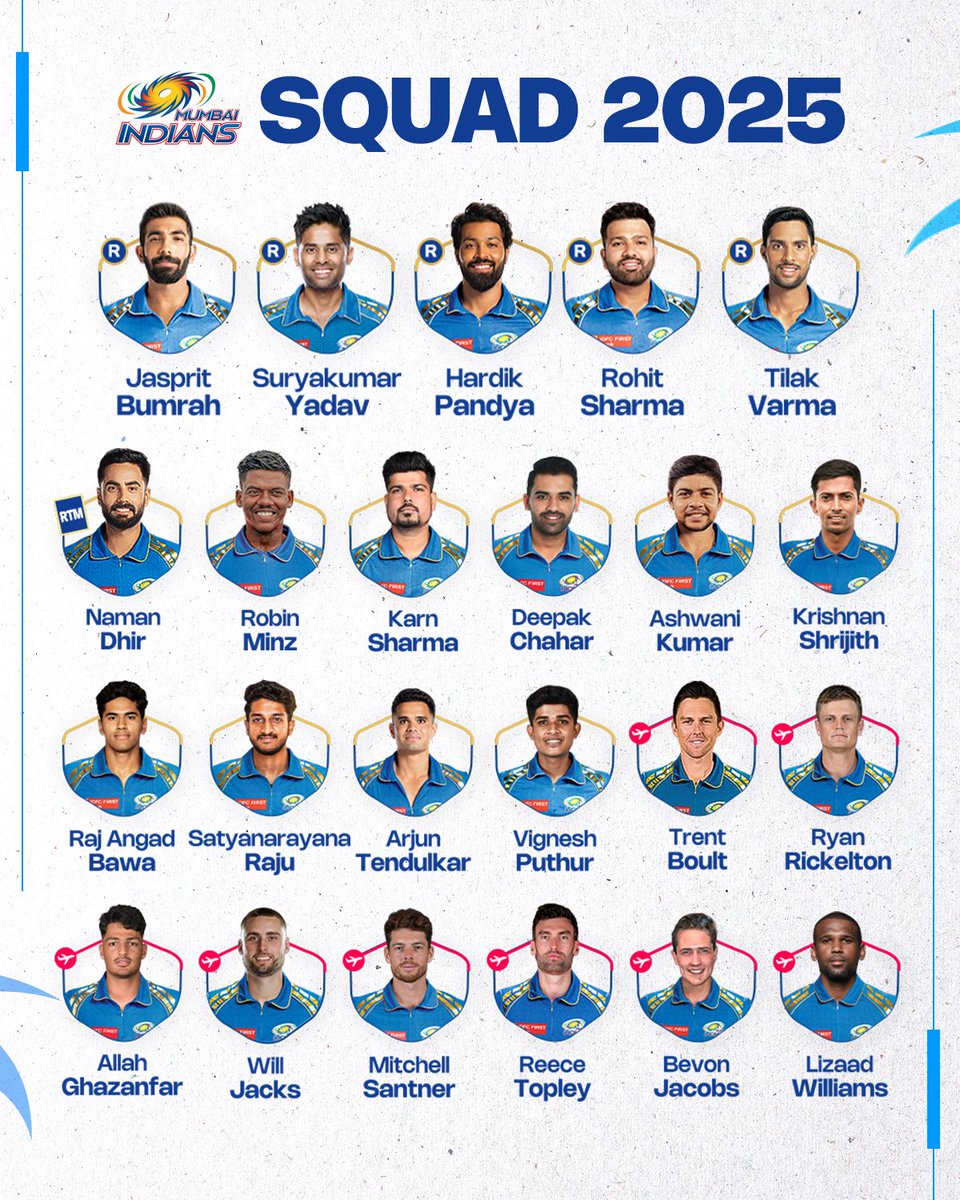 MUMBAI
INDIANS
SQUAD 2025
R R R R R
Jasprit Suryakumar Hardik Rohit Tilak
Bumrah Yadav Pandya Sharma Varma
RTM
Naman Robin Karn Deepak Ashwani Krishnan
Dhir Minz Sharma Chahar Kumar Shrijith
Raj Angad Satyanarayana Arjun Vignesh Trent Ryan
Bawa Raju Tendulkar Puthur Boult Rickelton
Allah Will Mitchell Reece Bevon Lizaad
Ghazanfar Jacks Santner Topley Jacobs Williams